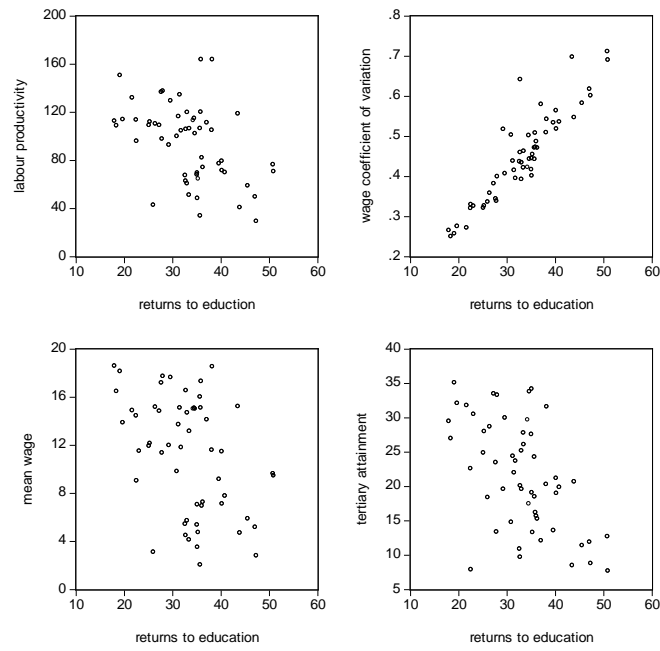 200
160
120
80
40
0
labour productivity
10 20 30 40 50 60
returns to eduction
.8
.7
.6
.5
.4
.3
.2
wage coefficient of variation
10 20 30 40 50 60
returns to education
20
16
12
8
4
0
mean wage
10 20 30 40 50 60
returns to education
40
35
30
25
20
15
10
5
tertiary attainment
10 20 30 40 50 60
returns to education